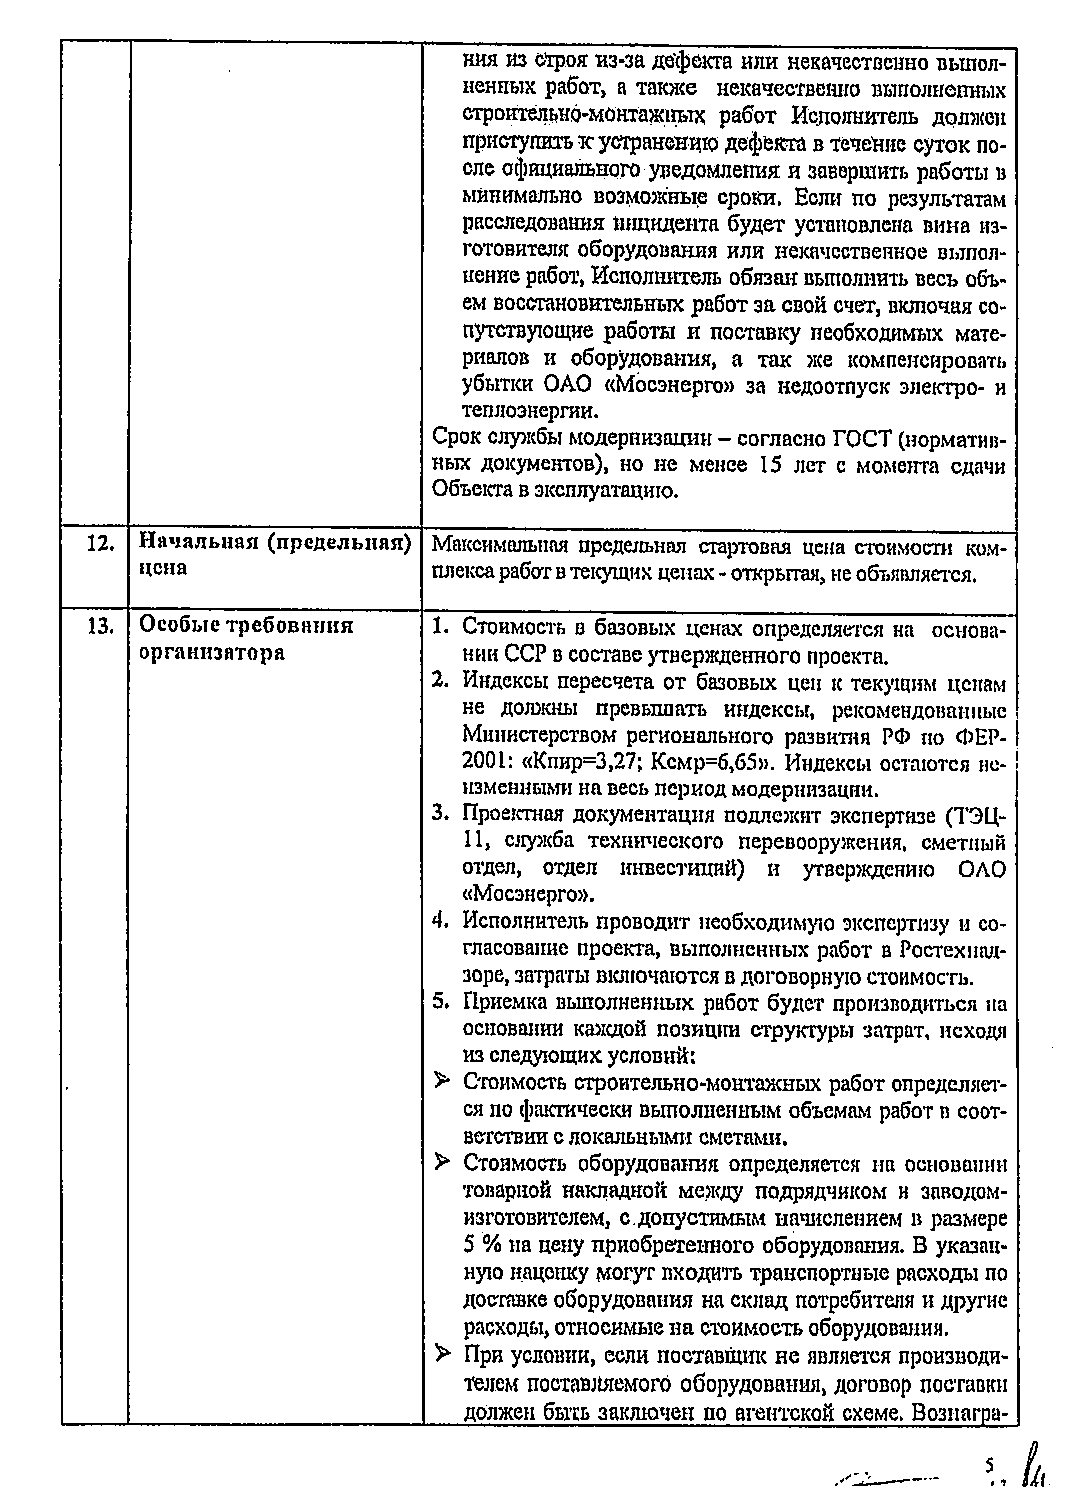 ния из строя из-за дефекта или некачественно выпол-
ненных работ, а также некачественно выполненных
строительно-монтажных работ Исполнитель должен
приступить к устранению дефекта в течение суток по-
сле официального уведомления и завершить работы в
минимально возможные сроки. Если по результатам
расследования инцидента будет установлена вина из-
готовителя оборудования или некачественное выпол-
нение работ, Исполнитель обязан выполнить весь объ-
ем восстановительных работ за свой счет, включая со-
путствующие работы и поставку необходимых мате-
риалов и оборудования, а так же компенсировать
убытки ОАО «Мосэнерго» за недоотпуск электро- и
теплоэнергии.
Срок службы модернизации – согласно ГОСТ (норматив-
ных документов), но не менее 15 лет с момента сдачи
Объекта в эксплуатацию.
12. Начальная (предельная)
цена
Максимальная предельная стартовая цена стоимости ком-
плекса работ в текущих ценах - открытая, не объявляется.
13. Особые требования
организатора
1. Стоимость в базовых ценах определяется на основа-
нии ССР в составе утвержденного проекта.
2. Индексы пересчета от базовых цен к текущим ценам
не должны превышать индексы, рекомендованные
Министерством регионального развития РФ по ФЕР-
2001: «Кпир=3,27; Ксмр=6,65». Индексы остаются не-
изменными на весь период модернизации.
3. Проектная документация подлежит экспертизе (ТЭЦ-
11, служба технического перевооружения, сметный
отдел, отдел инвестиций) и утверждению ОАО
«Мосэнерго».
4. Исполнитель проводит необходимую экспертизу и со-
гласование проекта, выполненных работ в Ростехнад-
зоре, затраты включаются в договорную стоимость.
5. Приемка выполненных работ будет производиться на
основании каждой позиции структуры затрат, исходя
из следующих условий:
➢ Стоимость строительно-монтажных работ определяет-
ся по фактически выполненным объемам работ в соот-
ветствии с локальными сметами.
➢ Стоимость оборудования определяется на основании
товарной накладной между подрядчиком и заводом-
изготовителем, с допустимым начислением в размере
5 % на цену приобретенного оборудования. В указан-
ную наценку могут входить транспортные расходы по
доставке оборудования на склад потребителя и другие
расходы, относимые на стоимость оборудования.
➢ При условии, если поставщик не является производи-
телем поставляемого оборудования, договор поставки
должен быть заключен по агентской схеме. Вознагра-
5